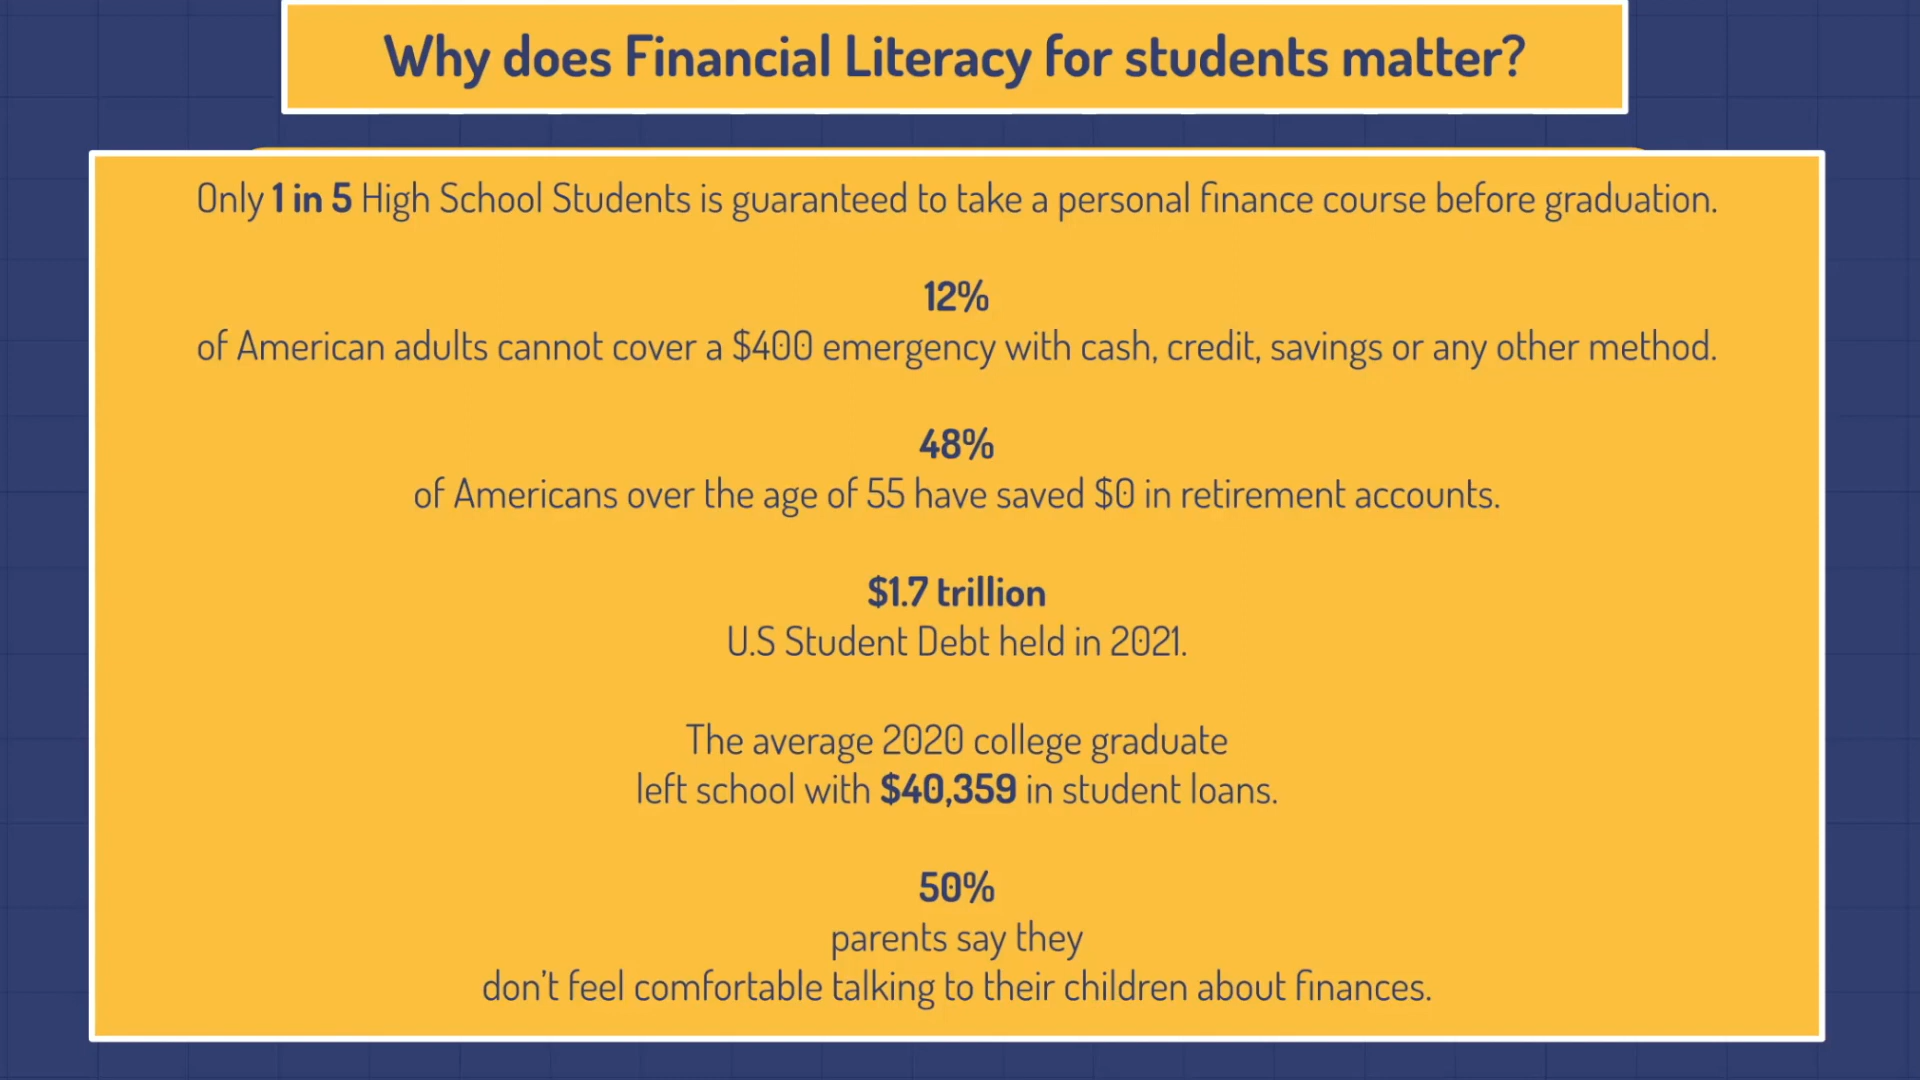 Why does Financial Literacy for students matter?
Only 1 in 5 High School Students is guaranteed to take a personal finance course before graduation.
12%
of American adults cannot cover a $400 emergency with cash, credit, savings or any other method.
48%
of Americans over the age of 55 have saved $0 in retirement accounts.
$1.7 trillion
U.S Student Debt held in 2021.
The average 2020 college graduate
left school with $40,359 in student loans.
50%
parents say they
don't feel comfortable talking to their children about finances.